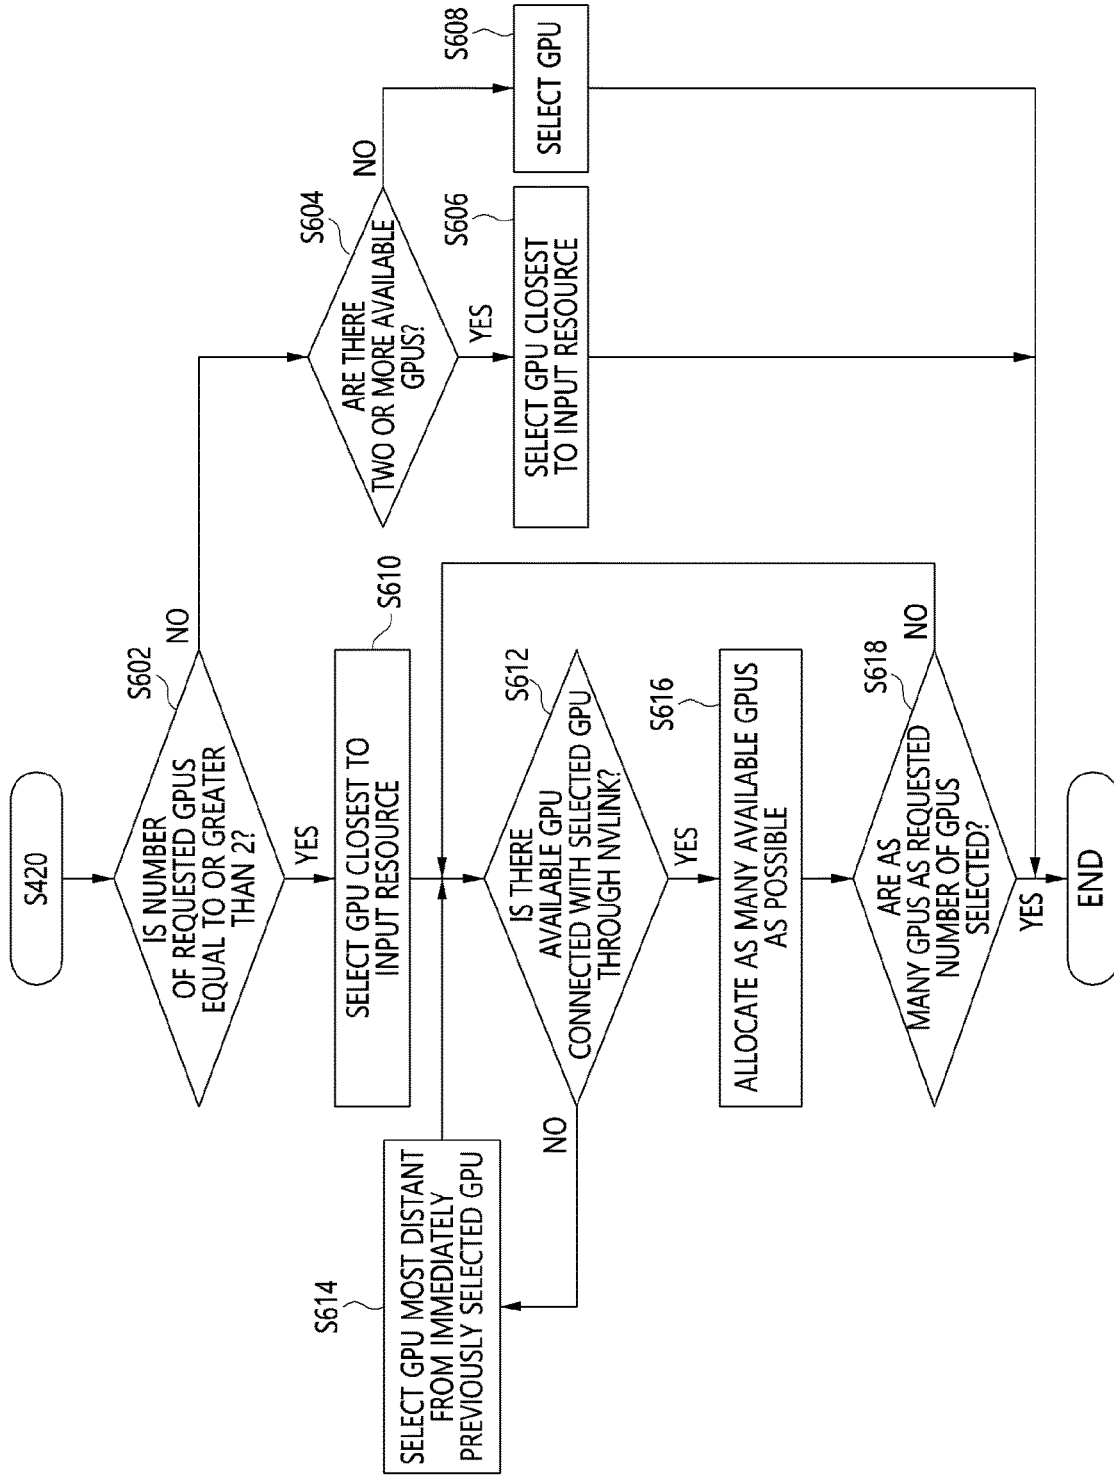 S420
S602
IS NUMBER
OF REQUESTED GPUS
EQUAL TO OR GREATER
THAN 2?
NO
YES
S604
ARE THERE
TWO OR MORE AVAILABLE
GPUS?
NO
YES
S606
SELECT GPU CLOSEST
TO INPUT RESOURCE
S608
SELECT GPU
S610
SELECT GPU CLOSEST TO
INPUT RESOURCE
S612
IS THERE
AVAILABLE GPU
CONNECTED WITH SELECTED GPU
THROUGH NVLINK?
NO
YES
S614
SELECT GPU MOST DISTANT
FROM IMMEDIATELY
PREVIOUSLY SELECTED GPU
S616
ALLOCATE AS MANY AVAILABLE GPUS
AS POSSIBLE
S618
ARE AS
MANY GPUS AS REQUESTED
NUMBER OF GPUS
SELECTED?
NO
YES
END